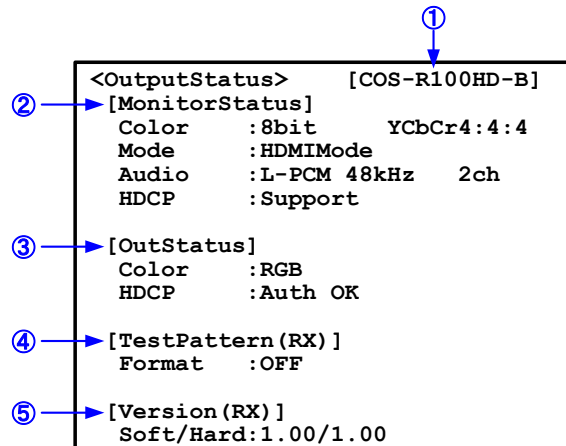 ①
<OutputStatus> [COS-R100HD-B]
② [MonitorStatus]
Color :8bit YCbCr4:4:4
Mode :HDMIMode
Audio :L-PCM 48kHz 2ch
HDCP :Support
③ [OutStatus]
Color :RGB
HDCP :Auth OK
④ [TestPattern(RX)]
Format :OFF
⑤ [Version(RX)]
Soft/Hard:1.00/1.00